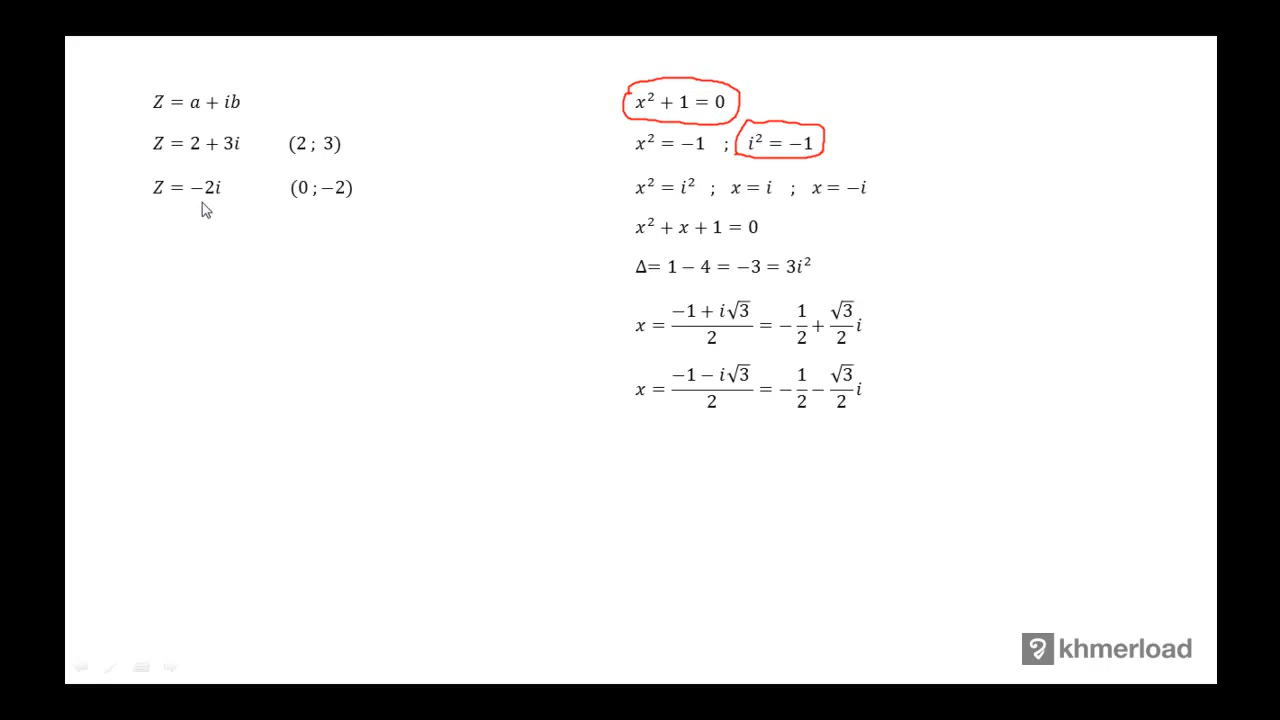 Z = a + ib
Z = 2 + 3i (2 ; 3)
Z = −2i (0 ; −2)
x² + 1 = 0
x² = −1 ; i² = −1
x² = i² ; x = i ; x = −i
x² + x + 1 = 0
Δ= 1 − 4 = −3 = 3i²
x = (−1 + i√3)/2 = −1/2 + √3/2 i
x = (−1 − i√3)/2 = −1/2 − √3/2 i
khmerload